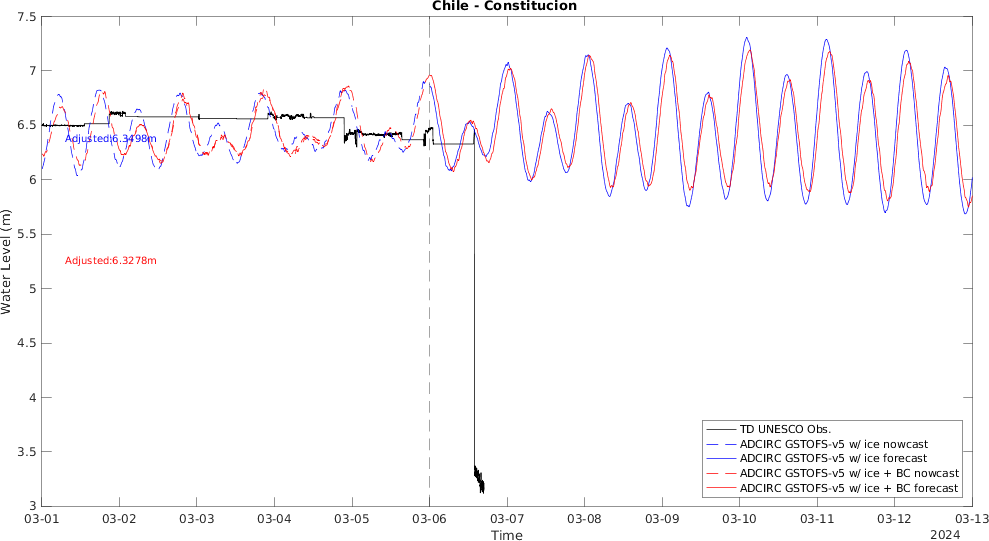 Chile - Constitucion
7.5
7
6.5
6
5.5
5
4.5
4
3.5
3
Water Level (m)
Adjusted:6.3498m
Adjusted:6.3278m
TD UNESCO Obs.
ADCIRC GSTOFS-v5 w/ ice nowcast
ADCIRC GSTOFS-v5 w/ ice forecast
ADCIRC GSTOFS-v5 w/ ice + BC nowcast
ADCIRC GSTOFS-v5 w/ ice + BC forecast
03-01 03-02 03-03 03-04 03-05 03-06 03-07 03-08 03-09 03-10 03-11 03-12 03-13
Time
2024